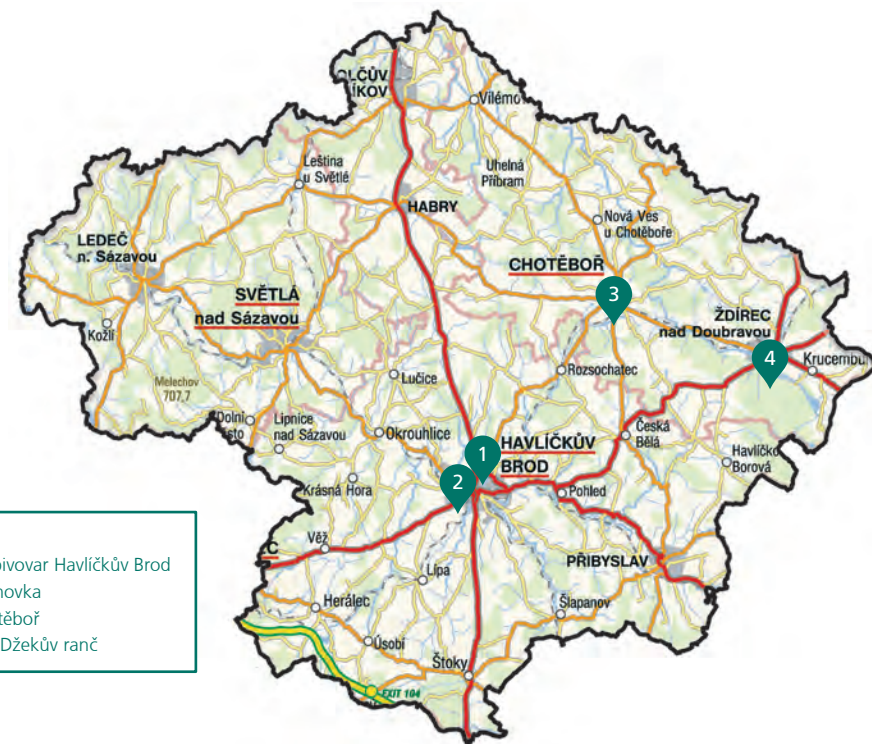 Vilémo
Leština
u Světlé
Uhelná
Příbram
HABRY
Nová Ves
u Chotěboře
LEDEČ
n. Sázavou
CHOTĚBOŘ
SVĚTLÁ
nad Sázavou
3
ŽDÍREC
nad Doubravou
Kožlí
4
Krucembu
Melechov
707,7
Lučice
Rozsochatec
Dolní
Lipnice
nad Sázavou
Okrouhlice
HAVLÍČKŮV
BROD
Česká
Bělá
Havlíčko
Borová
1
2
Krásná Hora
Pohled
Věž
PŘIBYSLAV
Lípa
Herálec
Šlapanov
Úsobí
Štoky
EXIT 104
pivovar Havlíčkův Brod
novka
těboř
Džekův ranč